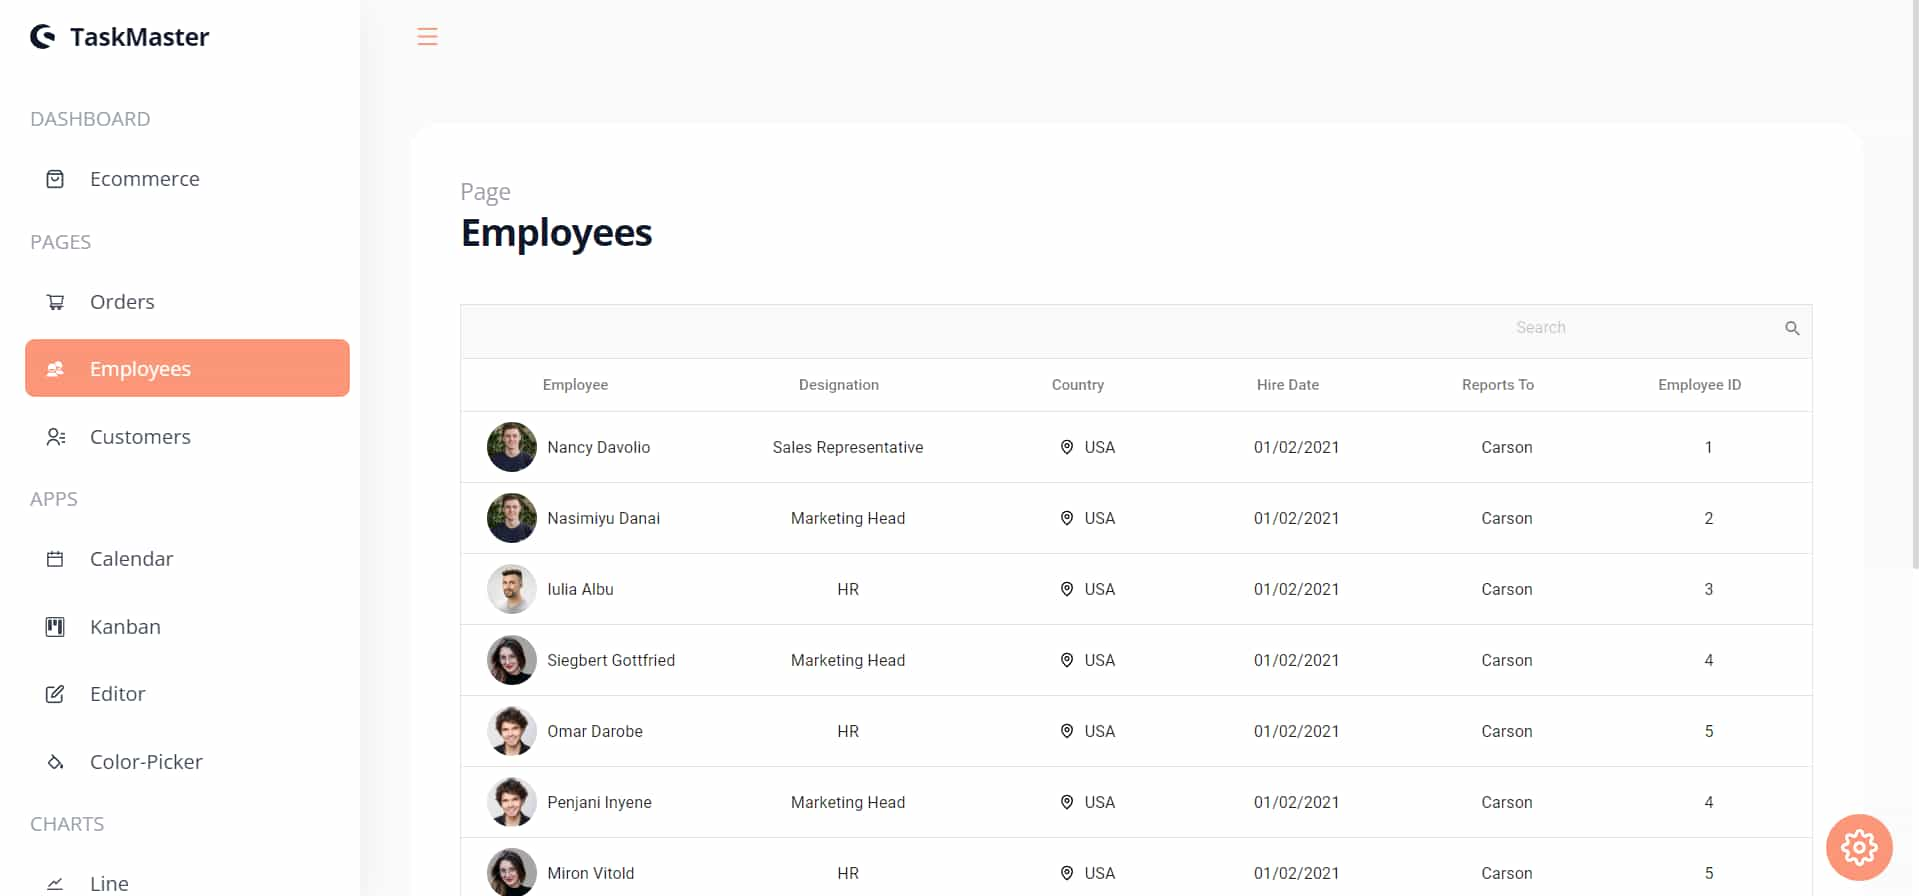 TaskMaster
DASHBOARD
Ecommerce
PAGES
Orders
Employees
Customers
APPS
Calendar
Kanban
Editor
Color-Picker
CHARTS
Line
Page
Employees
Search
Employee Designation Country Hire Date Reports To Employee ID
Nancy Davolio Sales Representative USA 01/02/2021 Carson 1
Nasimiyu Danai Marketing Head USA 01/02/2021 Carson 2
Iulia Albu HR USA 01/02/2021 Carson 3
Siegbert Gottfried Marketing Head USA 01/02/2021 Carson 4
Omar Darobe HR USA 01/02/2021 Carson 5
Penjani Inyene Marketing Head USA 01/02/2021 Carson 4
Miron Vitold HR USA 01/02/2021 Carson 5